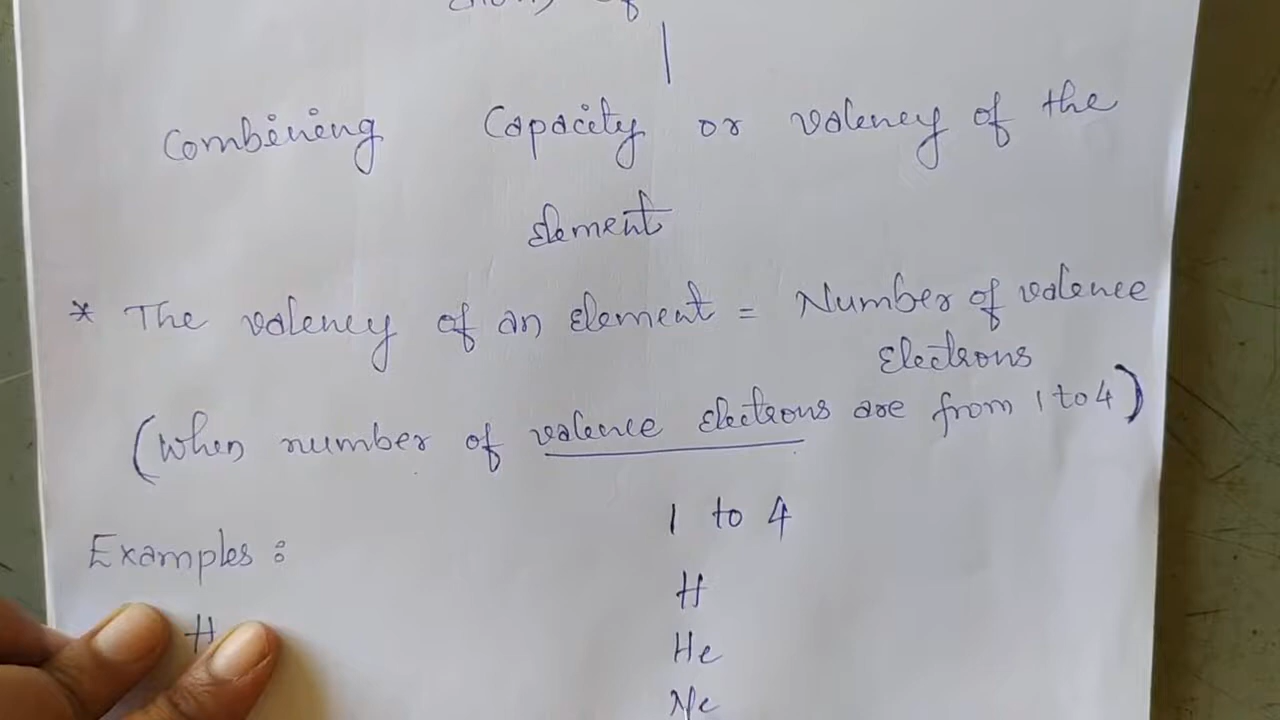 Combining Capacity or valency of the
element
* The valency of an element = Number of valence
electrons
(when number of valence electrons are from 1 to 4)
1 to 4
Examples :
H
H
He
Ne